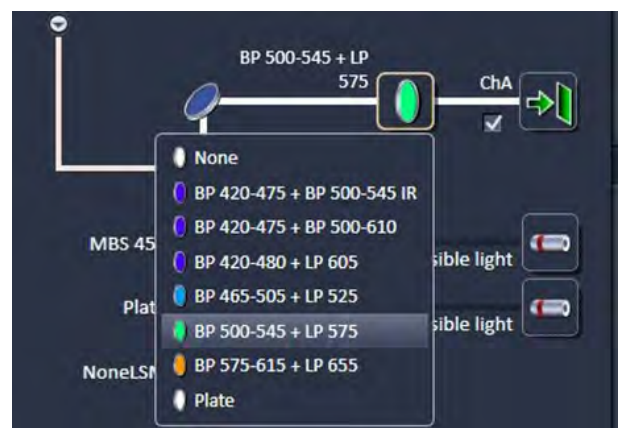 BP 500-545 + LP
575
ChA
None
BP 420-475 + BP 500-545 IR
BP 420-475 + BP 500-610
MBS 45
BP 420-480 + LP 605
sible light
BP 465-505 + LP 525
Plat
BP 500-545 + LP 575
sible light
BP 575-615 + LP 655
NoneLSM
Plate